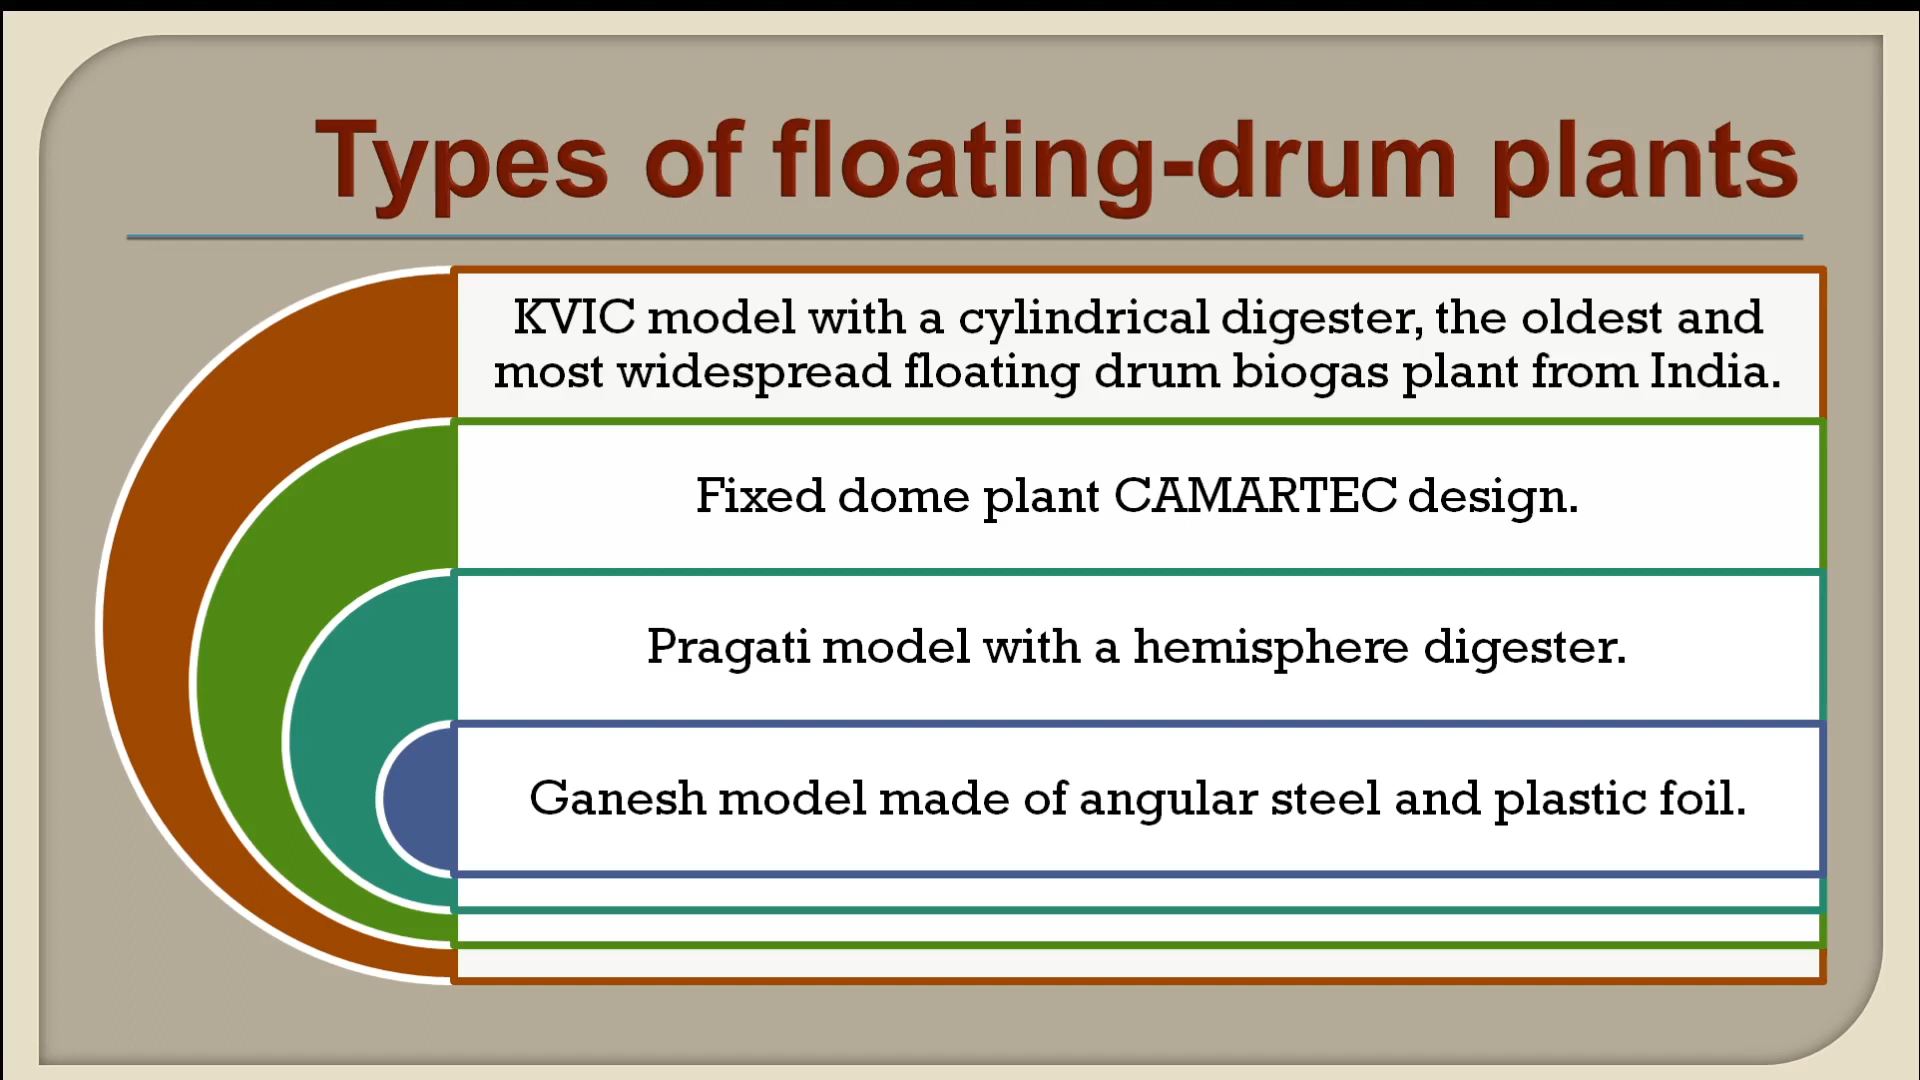 Types of floating-drum plants
KVIC model with a cylindrical digester, the oldest and
most widespread floating drum biogas plant from India.
Fixed dome plant CAMARTEC design.
Pragati model with a hemisphere digester.
Ganesh model made of angular steel and plastic foil.